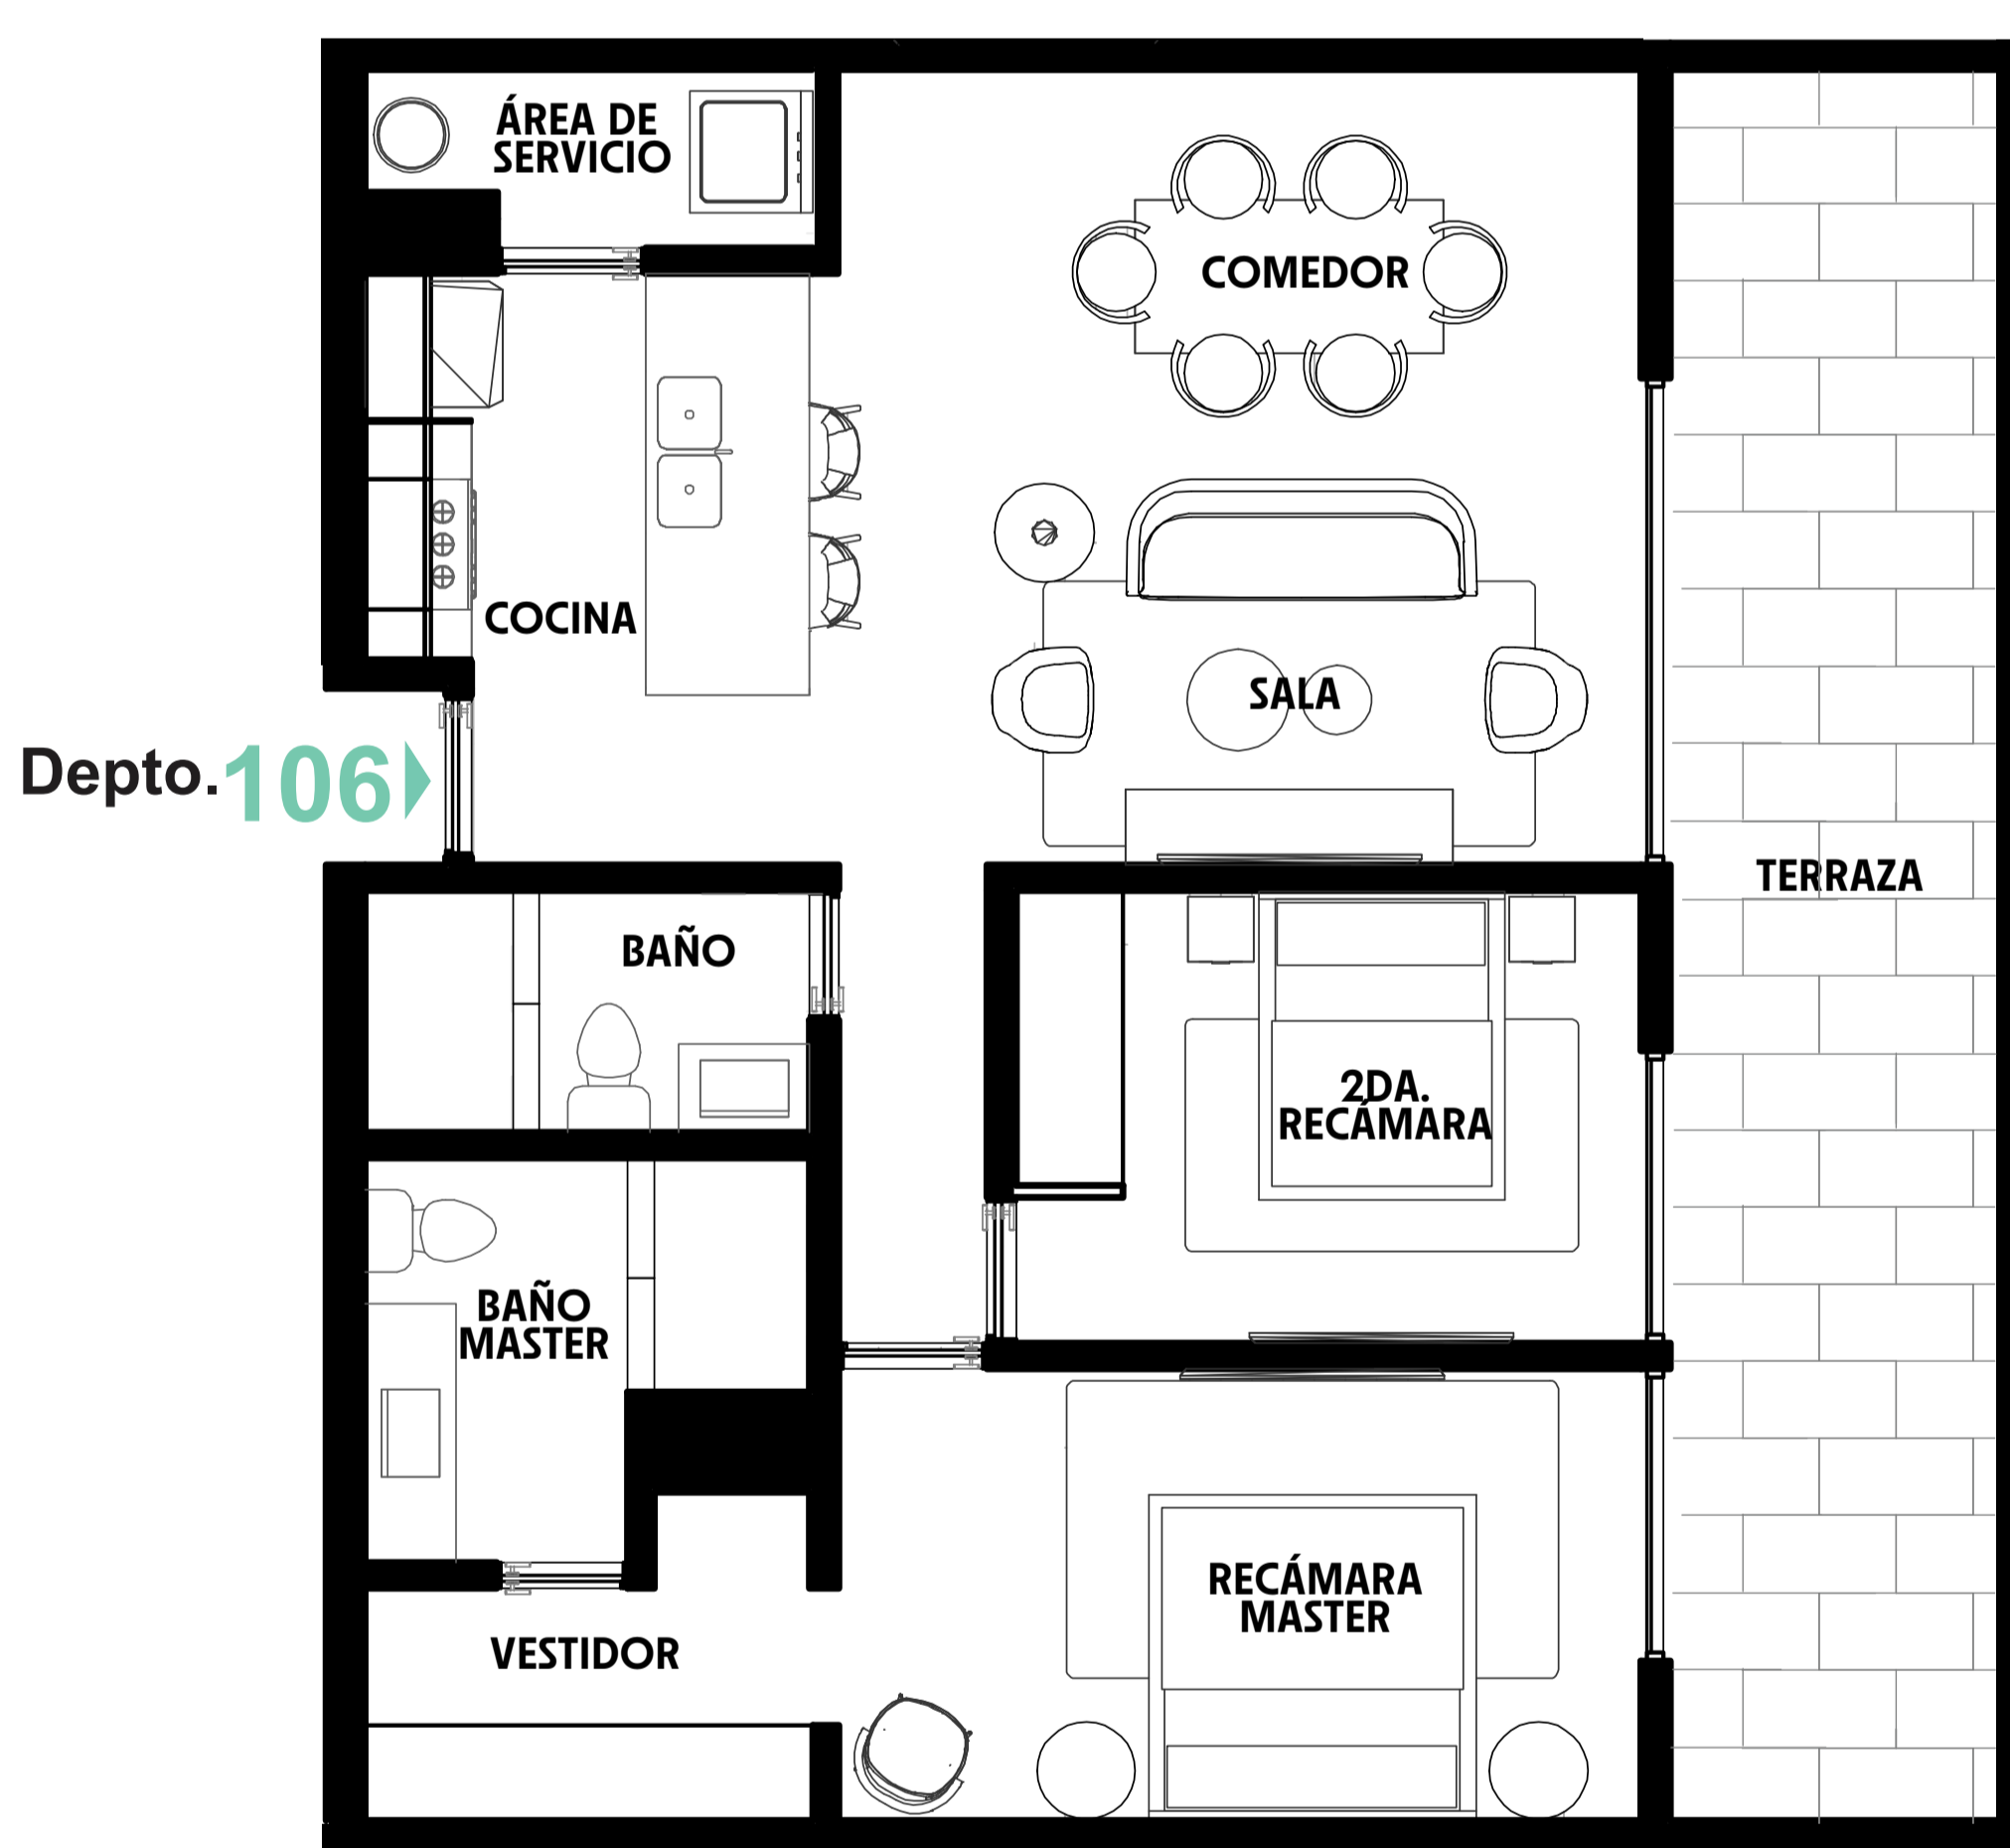 ÁREA DE
SERVICIO
COMEDOR
COCINA
SALA
Depto. 106
TERRAZA
BAÑO
2DA.
RECÁMARA
BAÑO
MASTER
RECÁMARA
MASTER
VESTIDOR